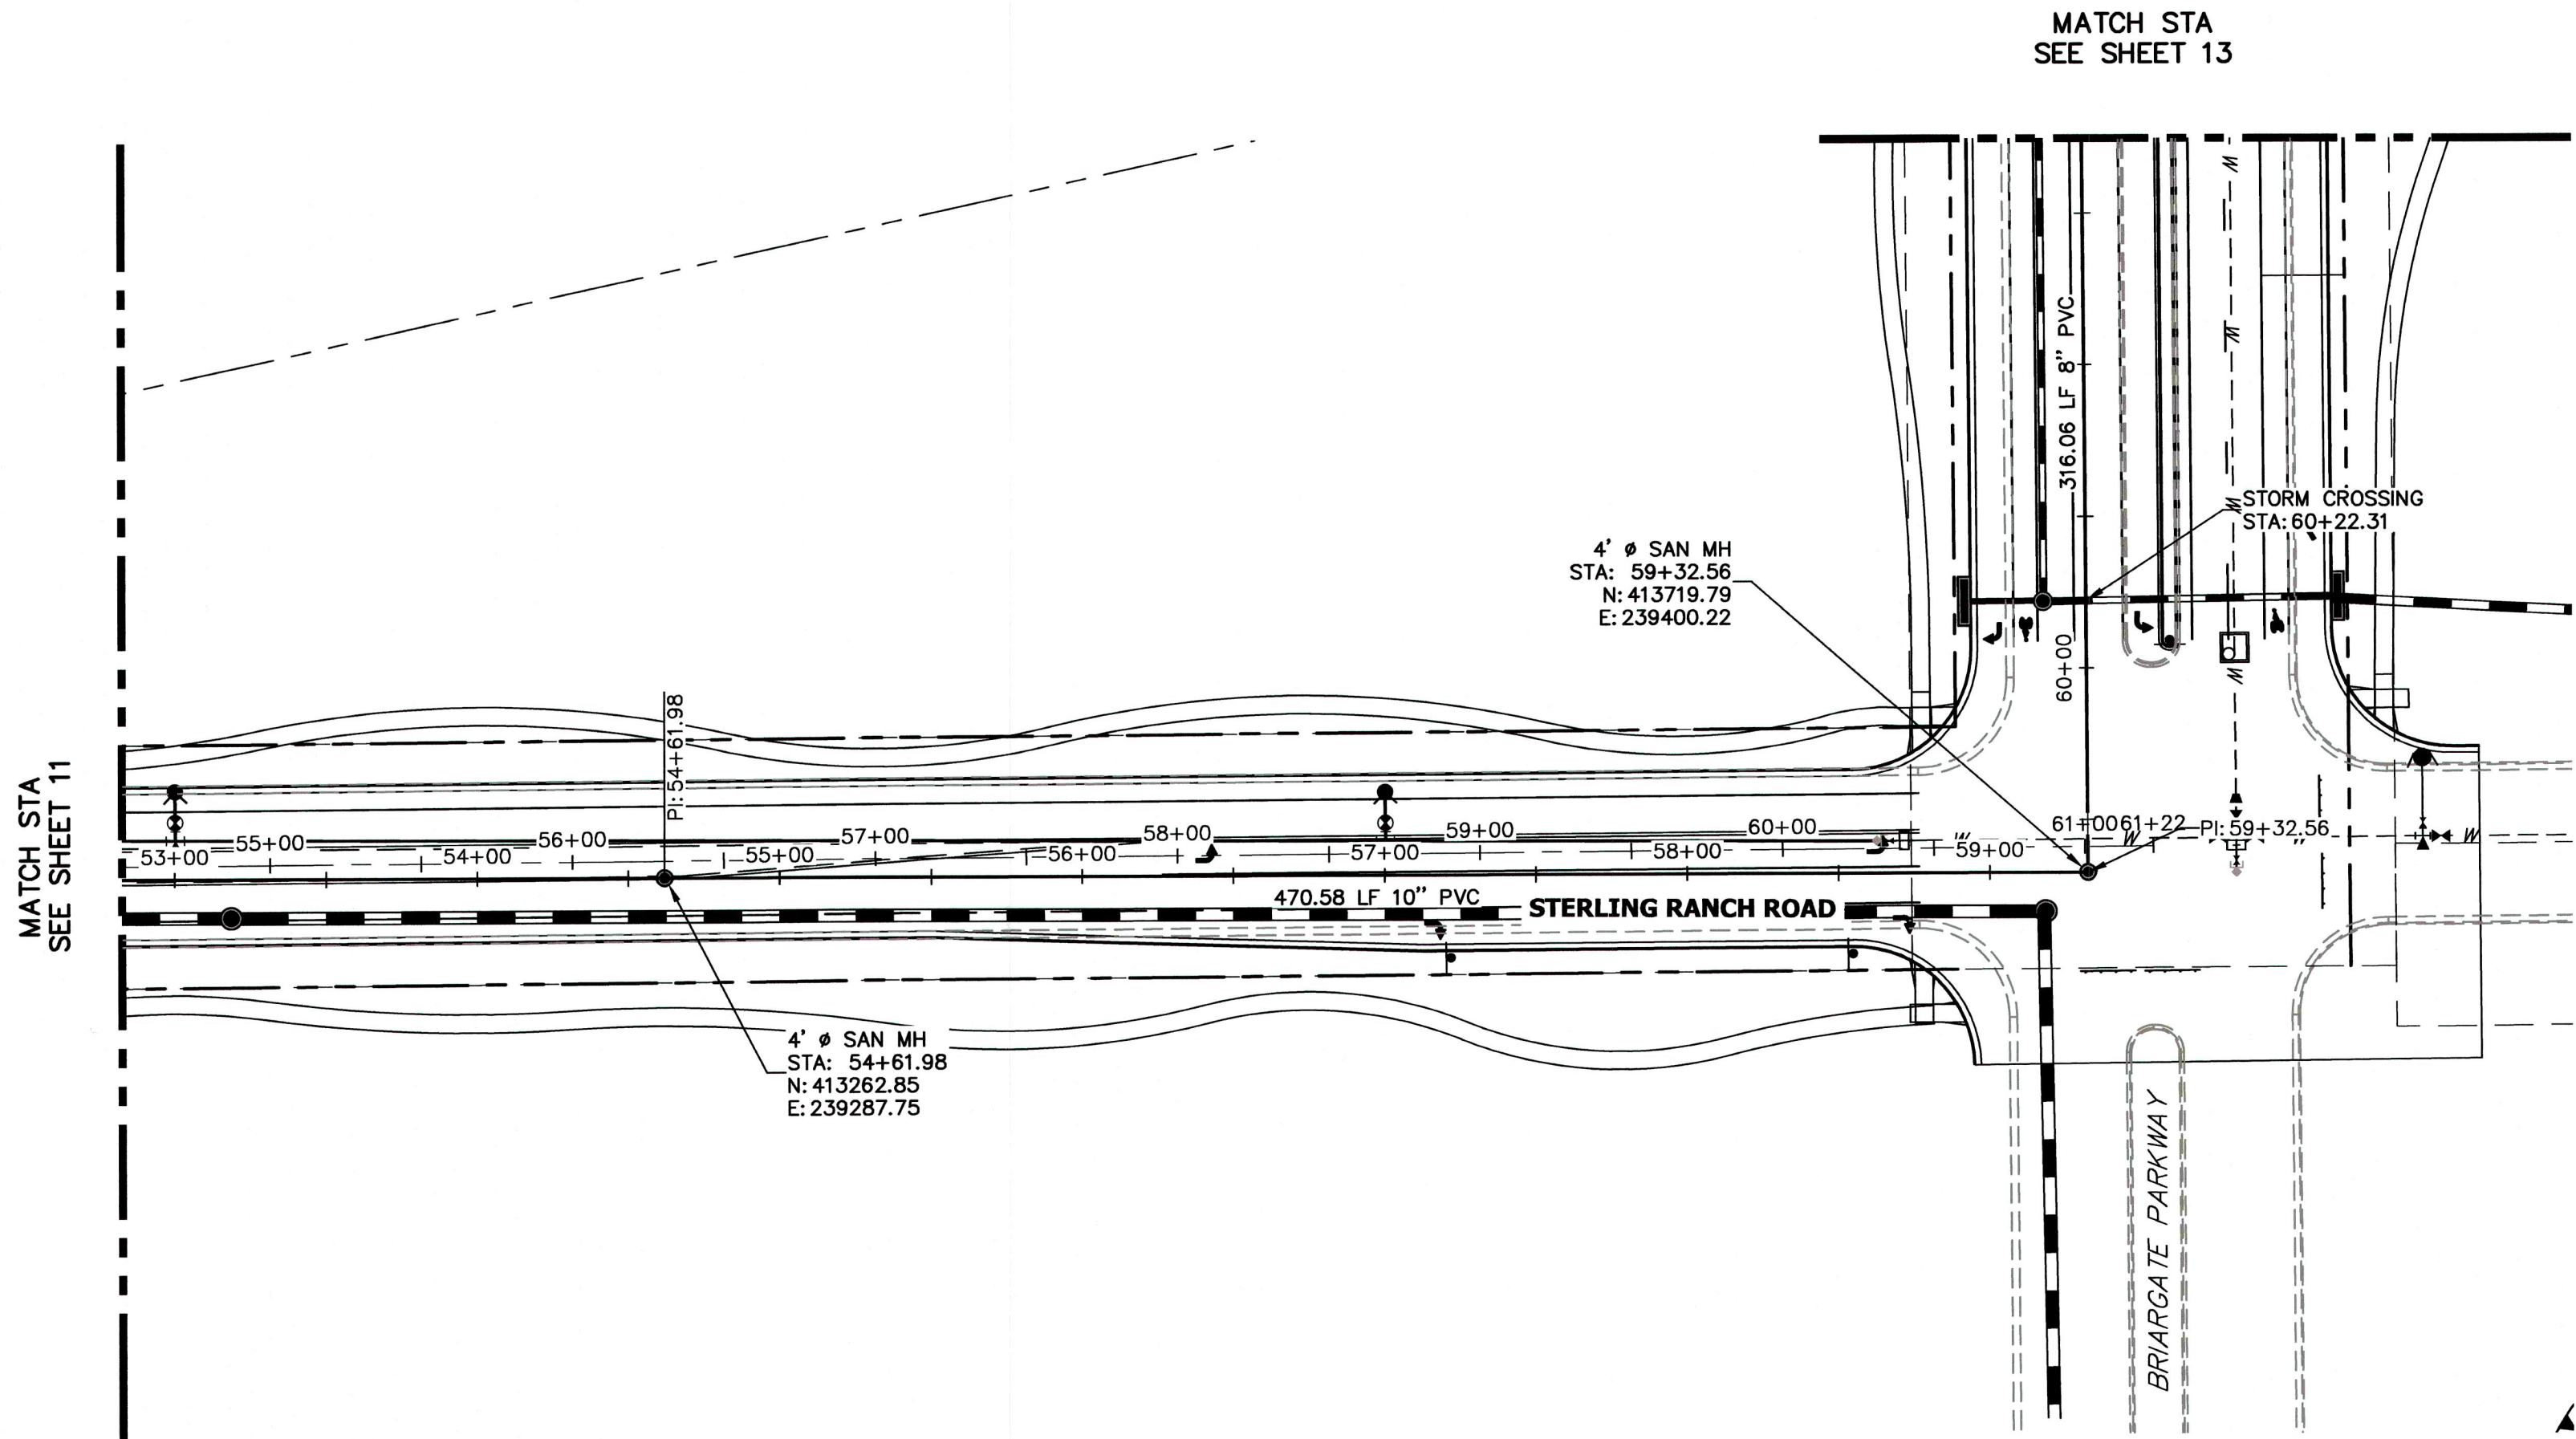 MATCH STA
SEE SHEET 13
316.06 LF 8" PVC
STORM CROSSING
STA: 60+22.31
4' ø SAN MH
STA: 59+32.56
N: 413719.79
E: 239400.22
60+00
PI: 54+61.98
MATCH STA
SEE SHEET 11
55+00
56+00
57+00
58+00
59+00
60+00
61+00
61+22
PI: 59+32.56
53+00
54+00
55+00
56+00
57+00
58+00
59+00
W
W
W
W
W
W
W
470.58 LF 10" PVC
STERLING RANCH ROAD
4' ø SAN MH
STA: 54+61.98
N: 413262.85
E: 239287.75
BRIARGATE PARKWAY